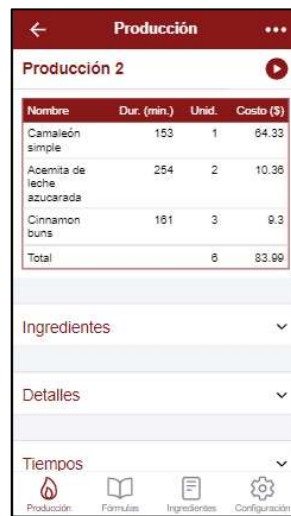 Producción
Producción 2
Nombre Dur. (min.) Unid. Costo ($)
Camaleón simple 153 1 64.33
Acemita de leche azucarada 254 2 10.36
Cinnamon buns 161 3 9.3
Total 6 83.99
Ingredientes
Detalles
Tiempos
Producción Fórmulas Ingredientes Configuración